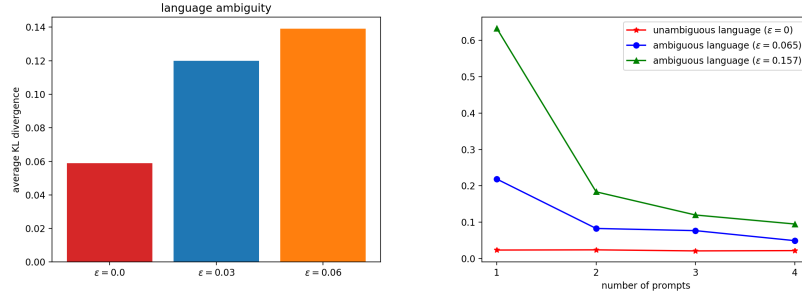 language ambiguity
average KL divergence
0.14
0.12
0.10
0.08
0.06
0.04
0.02
0.00
ε = 0.0
ε = 0.03
ε = 0.06
unambiguous language (ε = 0)
ambiguous language (ε = 0.065)
ambiguous language (ε = 0.157)
0.6
0.5
0.4
0.3
0.2
0.1
0.0
1
2
3
4
number of prompts